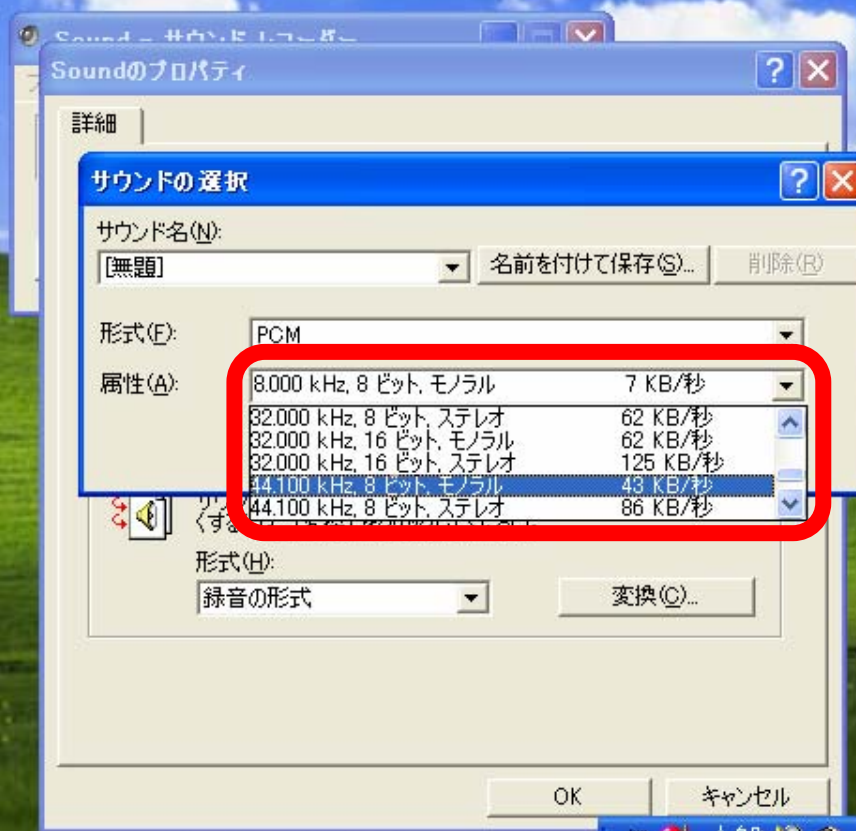 Sound - サウンド レコーダー
Soundのプロパティ
詳細
サウンドの選択
サウンド名(N):
[無題]
名前を付けて保存(S)...
削除(R)
形式(F):
PCM
属性(A):
8.000 kHz, 8 ビット, モノラル 7 KB/秒
32.000 kHz, 8 ビット, ステレオ 62 KB/秒
32.000 kHz, 16 ビット, モノラル 62 KB/秒
32.000 kHz, 16 ビット, ステレオ 125 KB/秒
44.100 kHz, 8 ビット, モノラル 43 KB/秒
44.100 kHz, 8 ビット, ステレオ 86 KB/秒
形式(H):
録音の形式
変換(C)...
OK
キャンセル